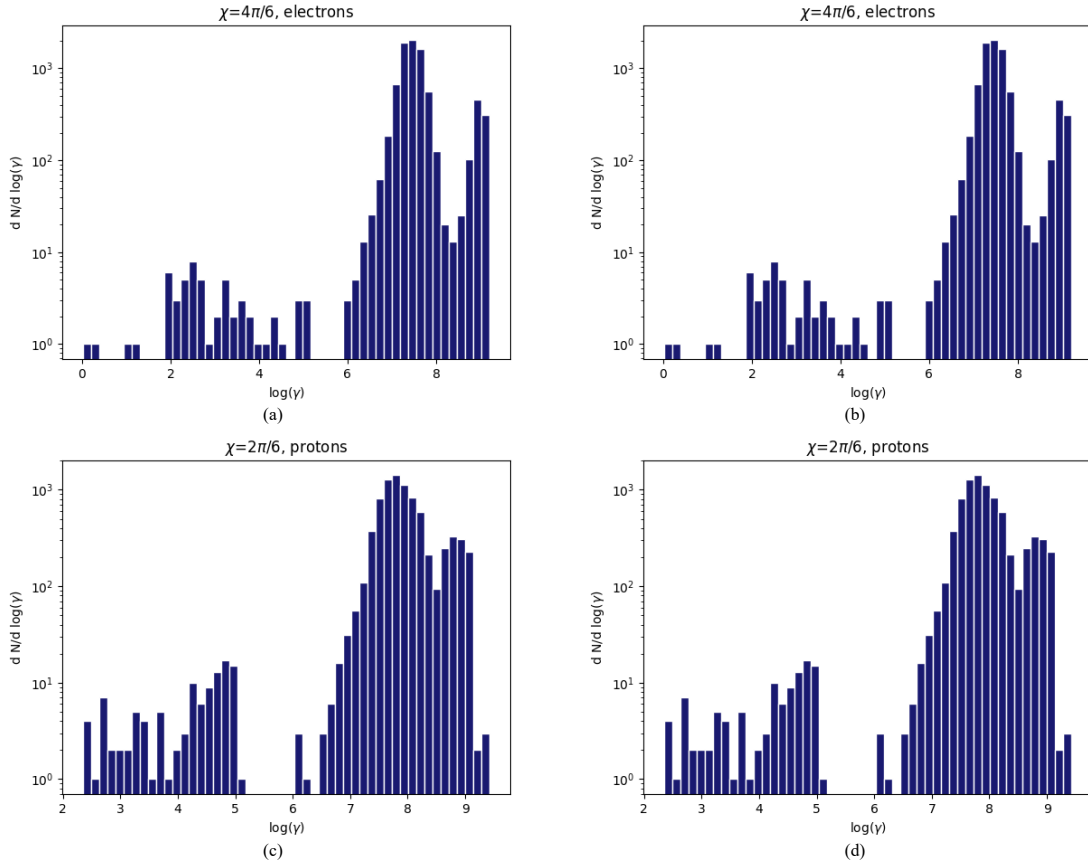 χ=4π/6, electrons
d N/d log(γ)
10³
10²
10¹
10⁰
0 2 4 6 8
log(γ)
(a)
χ=4π/6, electrons
d N/d log(γ)
10³
10²
10¹
10⁰
0 2 4 6 8
log(γ)
(b)
χ=2π/6, protons
d N/d log(γ)
10³
10²
10¹
10⁰
2 3 4 5 6 7 8 9
log(γ)
(c)
χ=2π/6, protons
d N/d log(γ)
10³
10²
10¹
10⁰
2 3 4 5 6 7 8 9
log(γ)
(d)